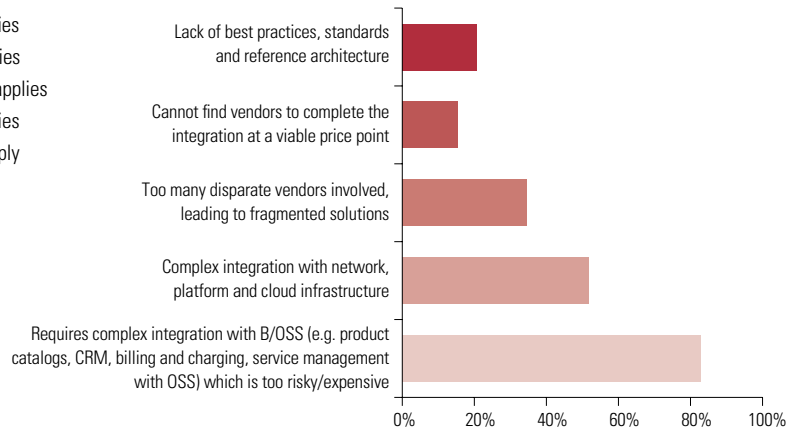 Lack of best practices, standards
and reference architecture
Cannot find vendors to complete the
integration at a viable price point
Too many disparate vendors involved,
leading to fragmented solutions
Complex integration with network,
platform and cloud infrastructure
Requires complex integration with B/OSS (e.g. product
catalogs, CRM, billing and charging, service management
with OSS) which is too risky/expensive
0% 20% 40% 60% 80% 100%